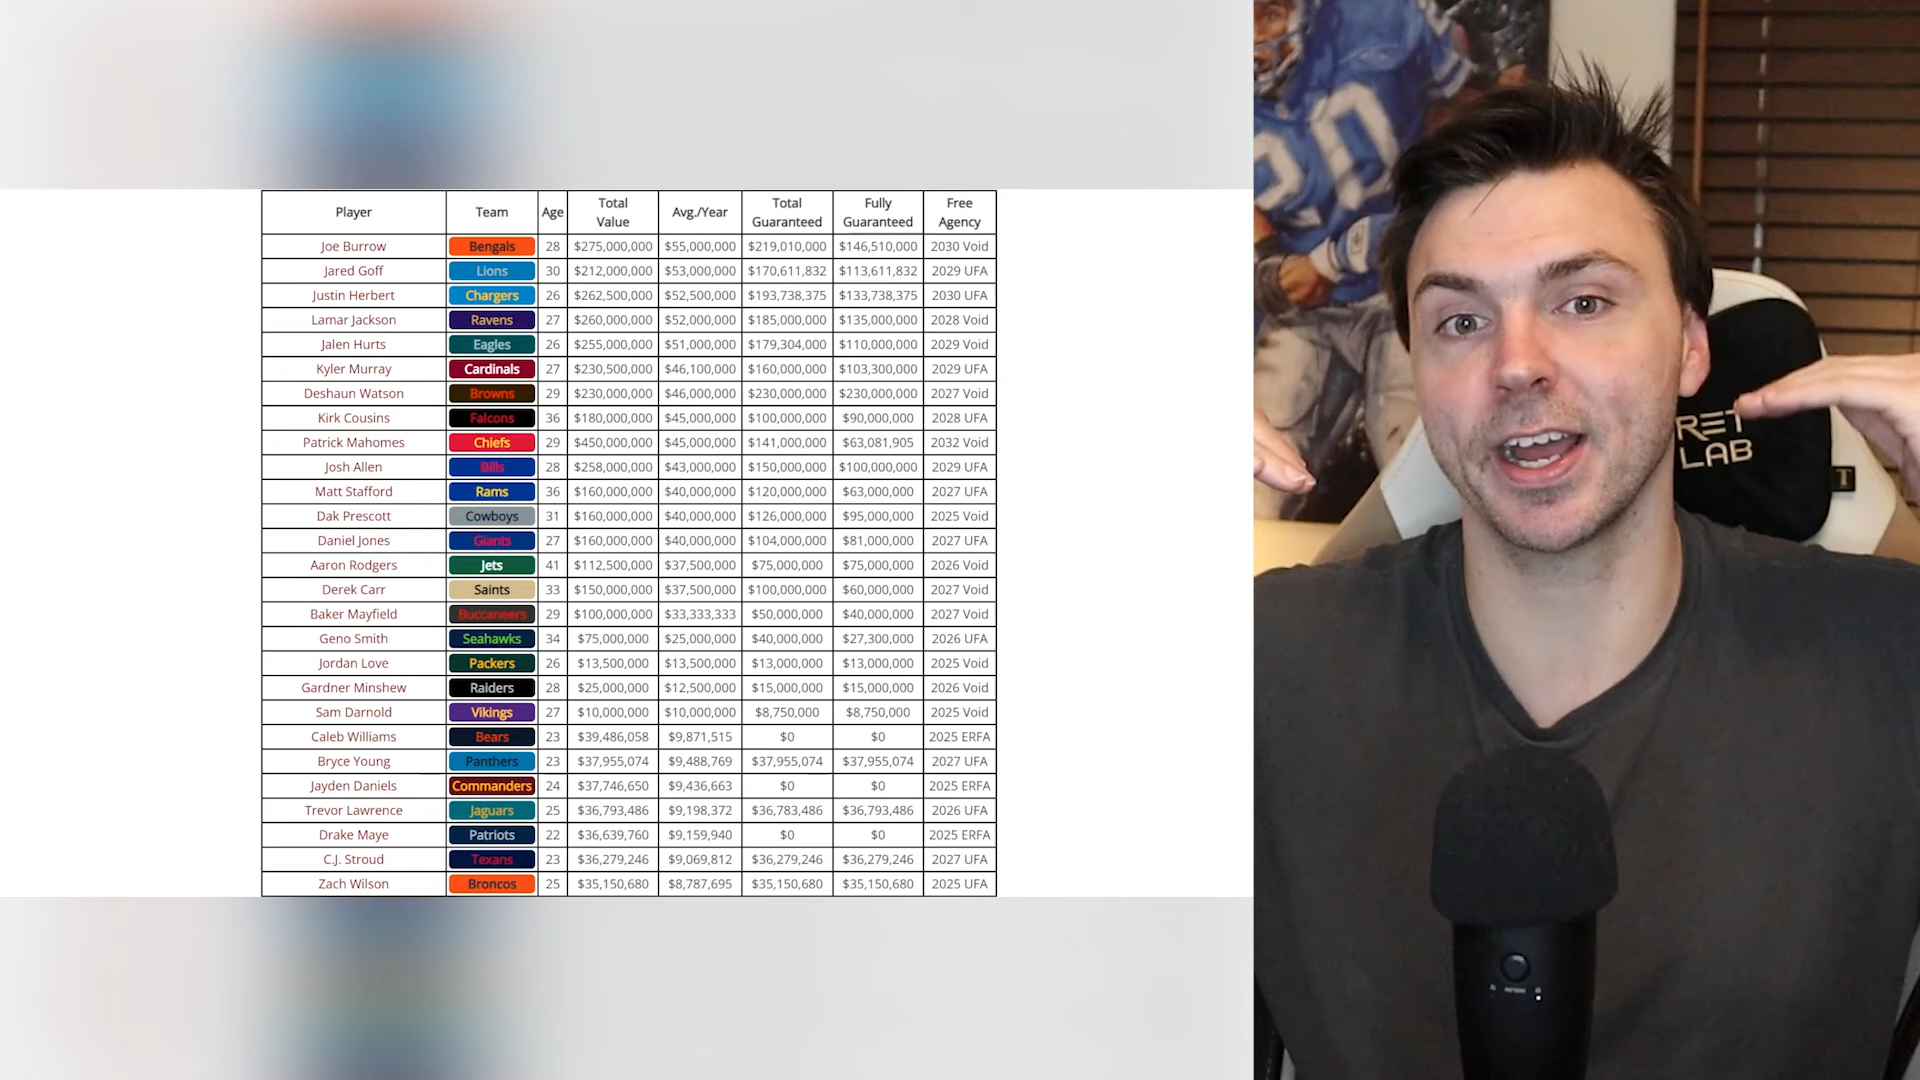 Player Team Age Total Value Avg./Year Total Guaranteed Fully Guaranteed Free Agency
Joe Burrow Bengals 28 $275,000,000 $55,000,000 $219,010,000 $146,510,000 2030 Void
Jared Goff Lions 30 $212,000,000 $53,000,000 $170,611,832 $113,611,832 2029 UFA
Justin Herbert Chargers 26 $262,500,000 $52,500,000 $193,738,375 $133,738,375 2030 UFA
Lamar Jackson Ravens 27 $260,000,000 $52,000,000 $185,000,000 $135,000,000 2028 Void
Jalen Hurts Eagles 26 $255,000,000 $51,000,000 $179,304,000 $110,000,000 2029 Void
Kyler Murray Cardinals 27 $230,500,000 $46,100,000 $160,000,000 $103,300,000 2029 UFA
Deshaun Watson Browns 29 $230,000,000 $46,000,000 $230,000,000 $230,000,000 2027 Void
Kirk Cousins Falcons 36 $180,000,000 $45,000,000 $100,000,000 $90,000,000 2028 UFA
Patrick Mahomes Chiefs 29 $450,000,000 $45,000,000 $141,000,000 $63,081,905 2032 Void
Josh Allen Bills 28 $258,000,000 $43,000,000 $150,000,000 $100,000,000 2029 UFA
Matt Stafford Rams 36 $160,000,000 $40,000,000 $120,000,000 $63,000,000 2027 UFA
Dak Prescott Cowboys 31 $160,000,000 $40,000,000 $126,000,000 $95,000,000 2025 Void
Daniel Jones Giants 27 $160,000,000 $40,000,000 $104,000,000 $81,000,000 2027 UFA
Aaron Rodgers Jets 41 $112,500,000 $37,500,000 $75,000,000 $75,000,000 2026 Void
Derek Carr Saints 33 $150,000,000 $37,500,000 $100,000,000 $60,000,000 2027 Void
Baker Mayfield Buccaneers 29 $100,000,000 $33,333,333 $50,000,000 $40,000,000 2027 Void
Geno Smith Seahawks 34 $75,000,000 $25,000,000 $40,000,000 $27,300,000 2026 UFA
Jordan Love Packers 26 $13,500,000 $13,500,000 $13,000,000 $13,000,000 2025 Void
Gardner Minshew Raiders 28 $25,000,000 $12,500,000 $15,000,000 $15,000,000 2026 Void
Sam Darnold Vikings 27 $10,000,000 $10,000,000 $8,750,000 $8,750,000 2025 Void
Caleb Williams Bears 23 $39,486,058 $9,871,515 $0 $0 2025 ERFA
Bryce Young Panthers 23 $37,955,074 $9,488,769 $37,955,074 $37,955,074 2027 UFA
Jayden Daniels Commanders 24 $37,746,650 $9,436,663 $0 $0 2025 ERFA
Trevor Lawrence Jaguars 25 $36,793,486 $9,198,372 $36,783,486 $36,793,486 2026 UFA
Drake Maye Patriots 22 $36,639,760 $9,159,940 $0 $0 2025 ERFA
C.J. Stroud Texans 23 $36,279,246 $9,069,812 $36,279,246 $36,279,246 2027 UFA
Zach Wilson Broncos 25 $35,150,680 $8,787,695 $35,150,680 $35,150,680 2025 UFA
RET
LAB